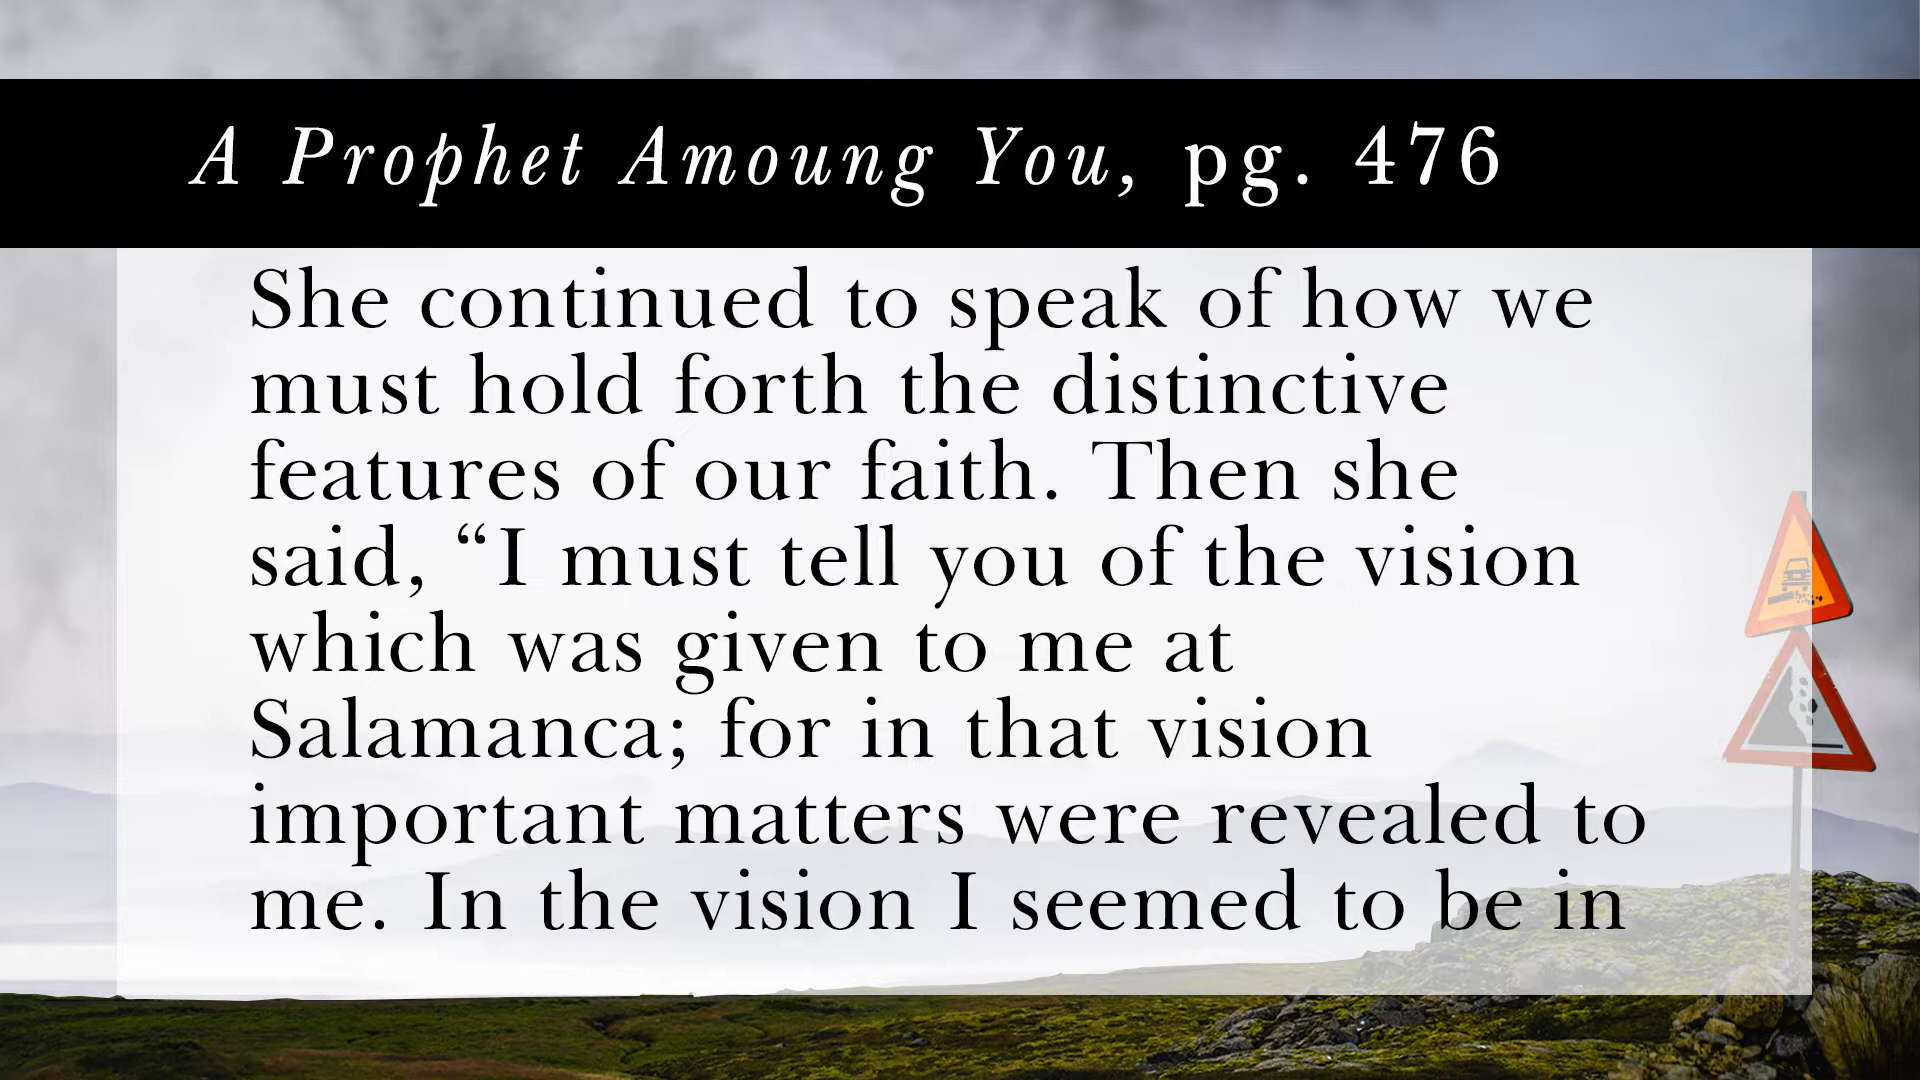 A Prophet Amoung You, pg. 476
She continued to speak of how we
must hold forth the distinctive
features of our faith. Then she
said, “I must tell you of the vision
which was given to me at
Salamanca; for in that vision
important matters were revealed to
me. In the vision I seemed to be in